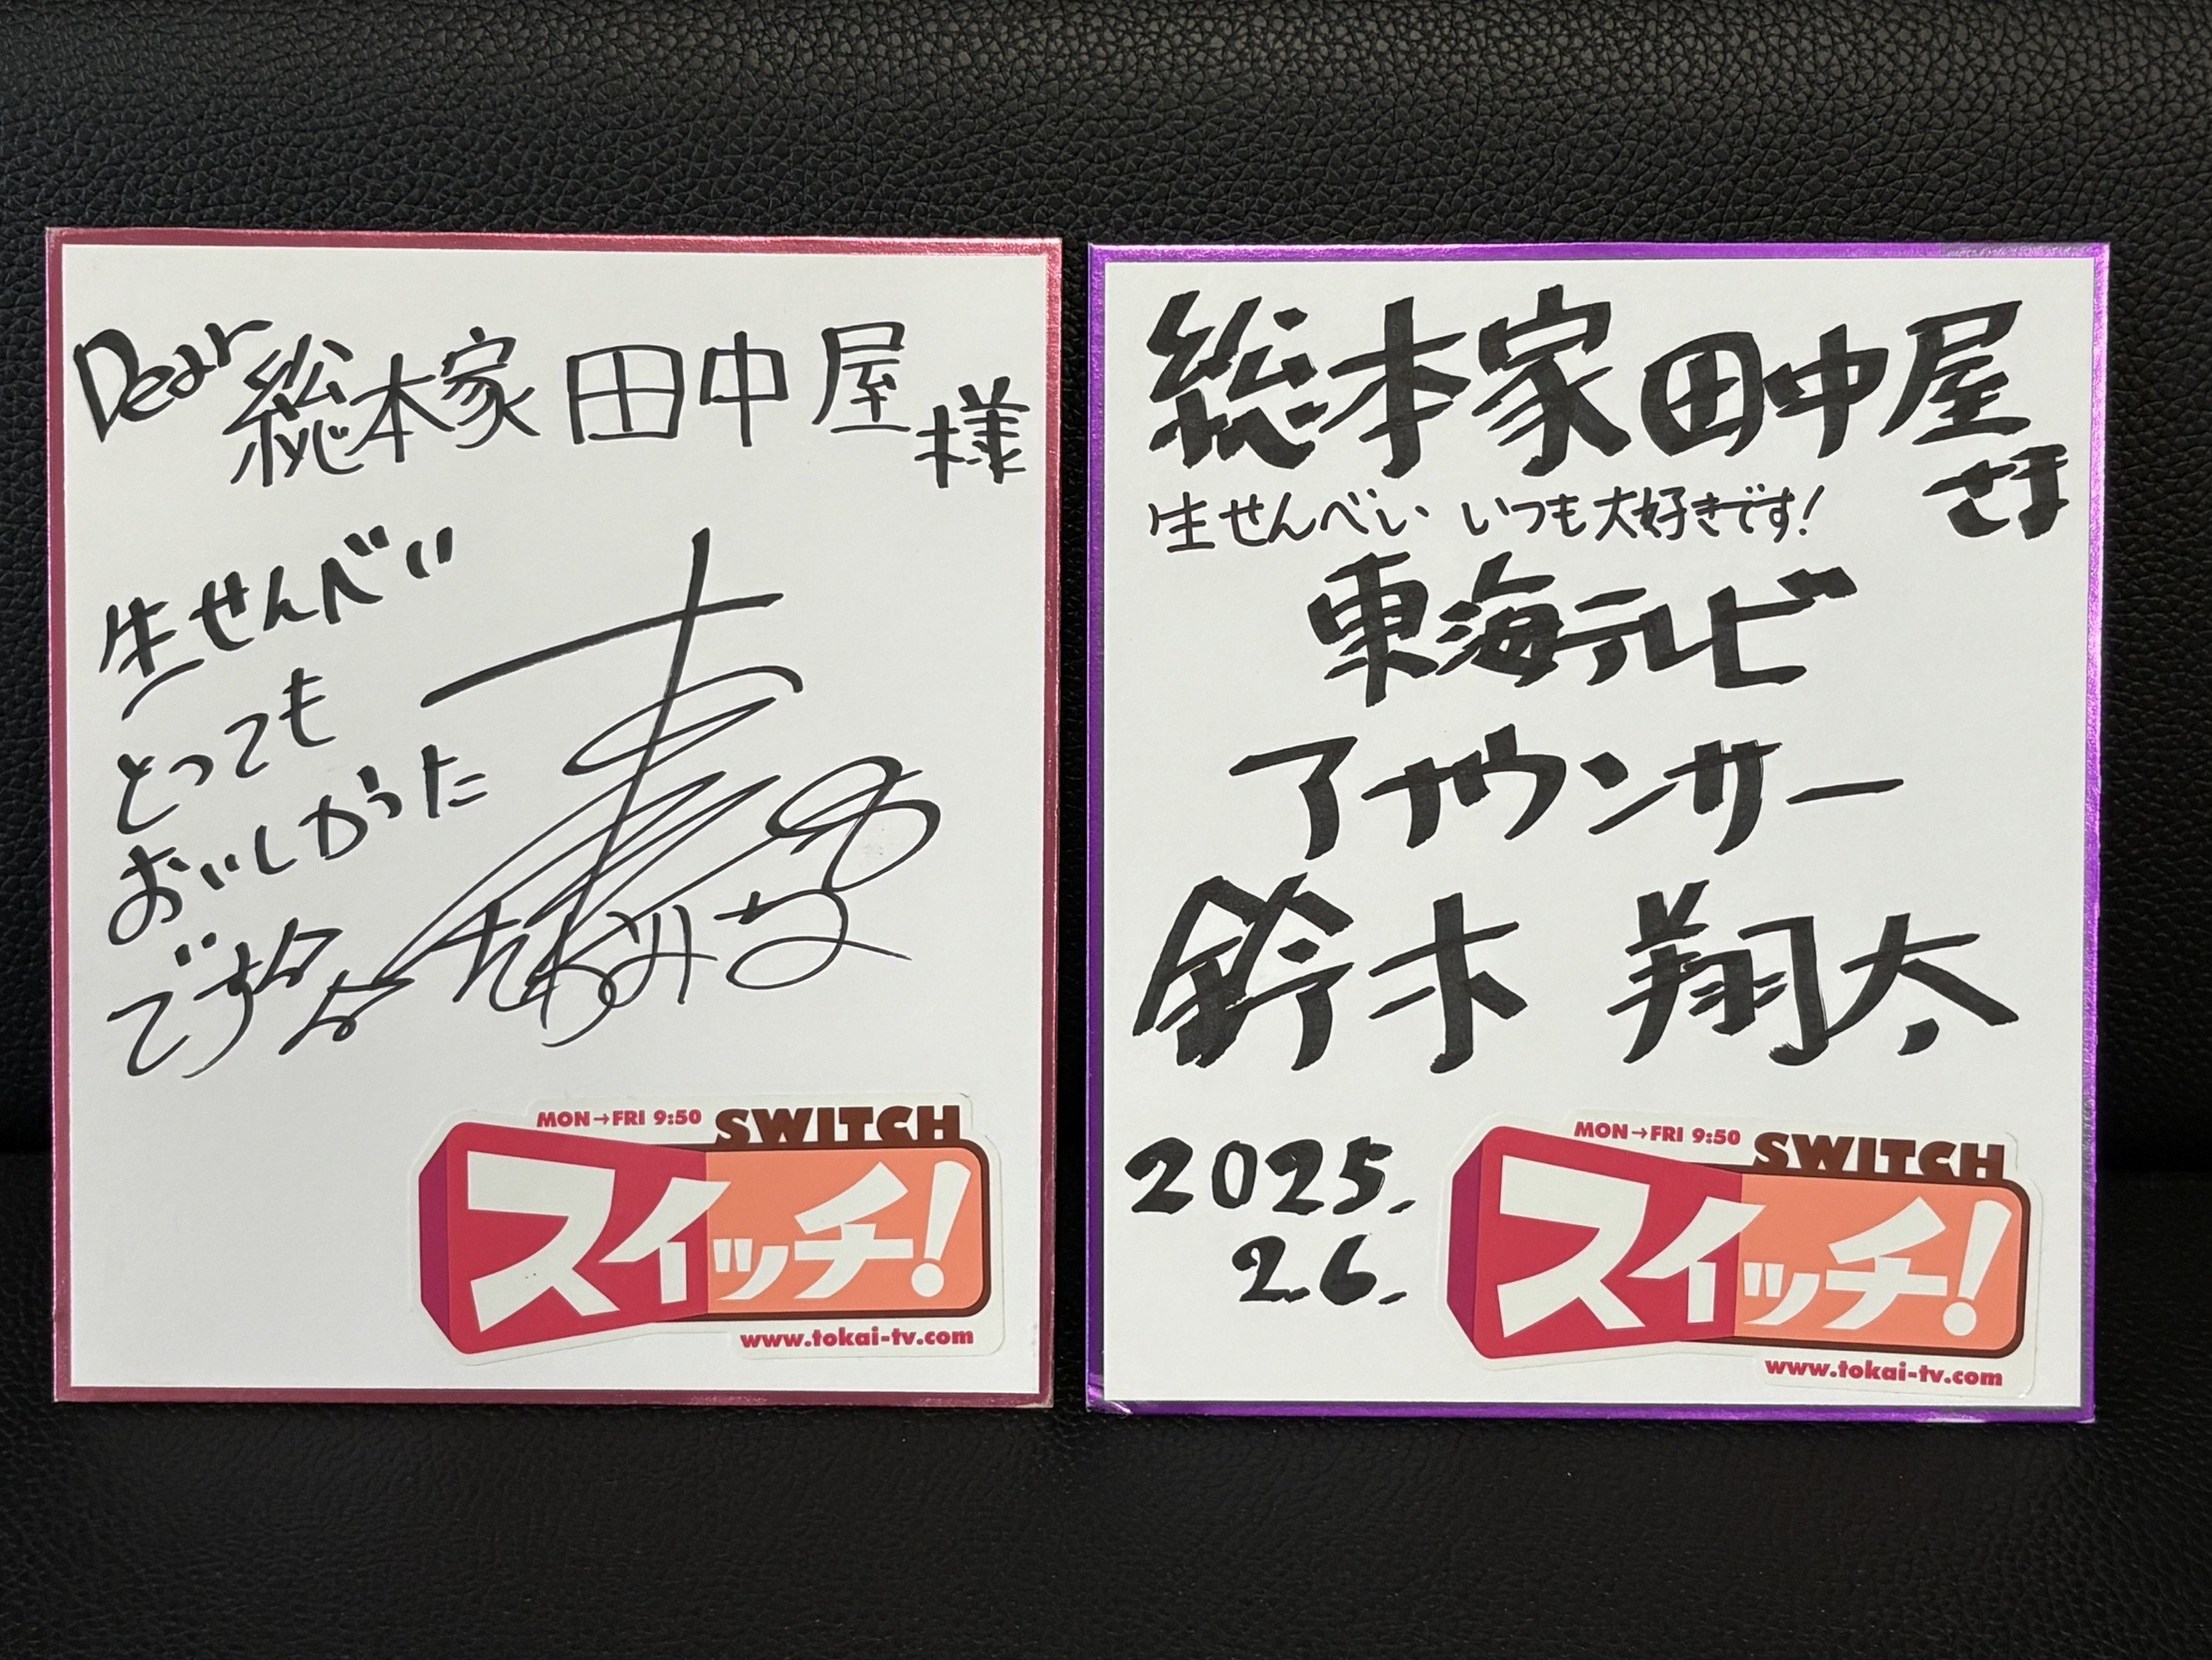 Dear 総本家 田中屋 様
生せんべい
とっても
おいしかった
です
MON→FRI 9:50 SWITCH
スイッチ!
www.tokai-tv.com
総本家 田中屋
さま
生せんべい いつも大好きです!
東海テレビ
アナウンサー
鈴木 翔太
2025.
2.6.
MON→FRI 9:50 SWITCH
スイッチ!
www.tokai-tv.com